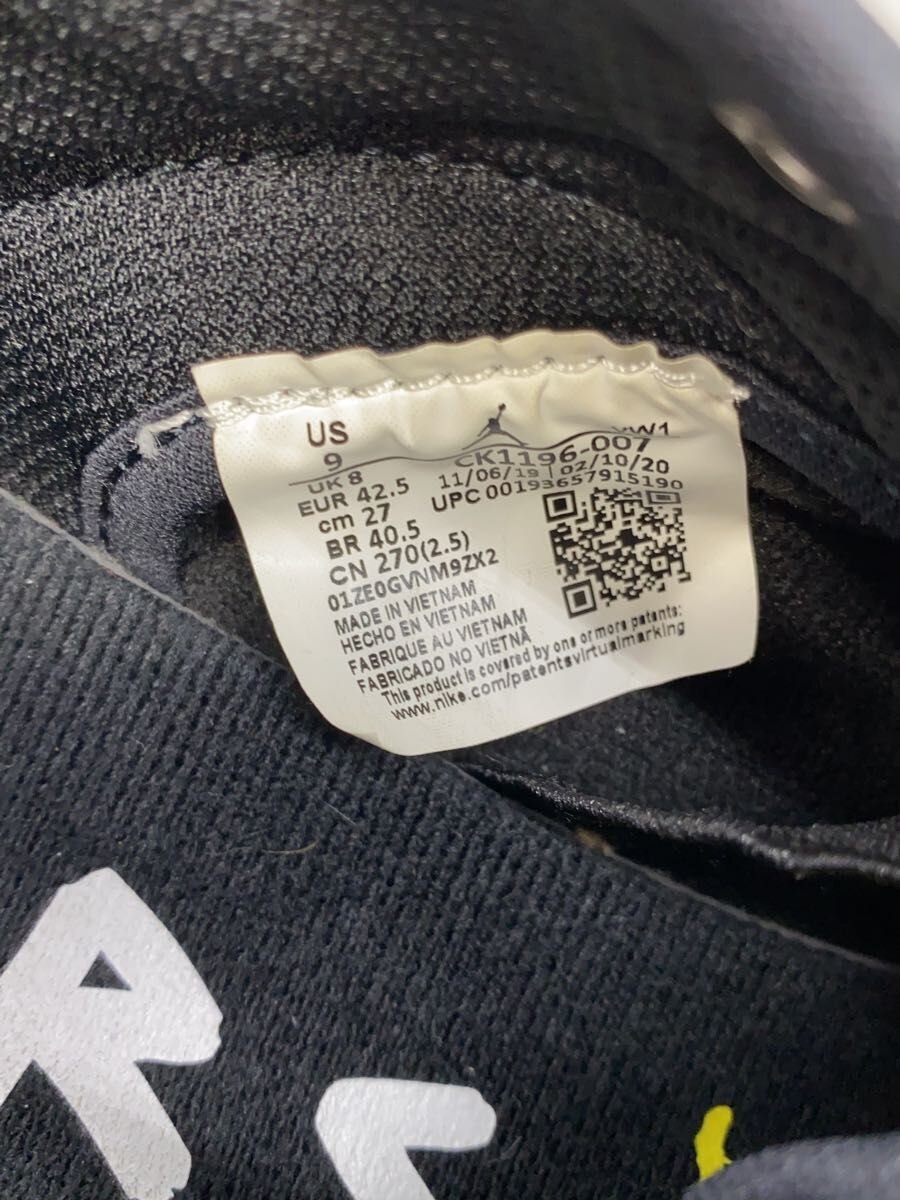 US
9
UK 8
EUR 42.5
cm 27
BR 40.5
CN 270(2.5)
01ZE0GVNM9ZX2
MADE IN VIETNAM
HECHO EN VIETNAM
FABRIQUE AU VIETNAM
FABRICADO NO VIETNÃ
This product is covered by one or more patents:
www.nike.com/patentsvirtualmarking
CK1196-007
11/06/19 | 02/10/20
UPC 00193657915190